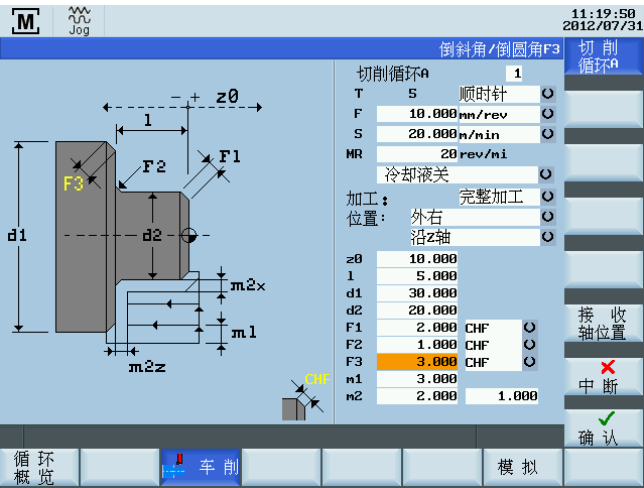 M
Jog
11:19:50
2012/07/31
倒斜角/倒圆角F3
切削
循环A
切削循环A 1
T 5 顺时针
F 10.000 mm/rev
S 20.000 m/min
MR 20 rev/mi
冷却液关
加工: 完整加工
位置: 外右
沿z轴
z0 10.000
l 5.000
d1 30.000
d2 20.000
F1 2.000 CHF
F2 1.000 CHF
F3 3.000 CHF
m1 3.000
m2 2.000 1.000
- + z0
l
F2
F1
F3
d1
d2
m2x
m1
m2z
CHF
接收
轴位置
中断
确认
循环
概览
车削
模拟